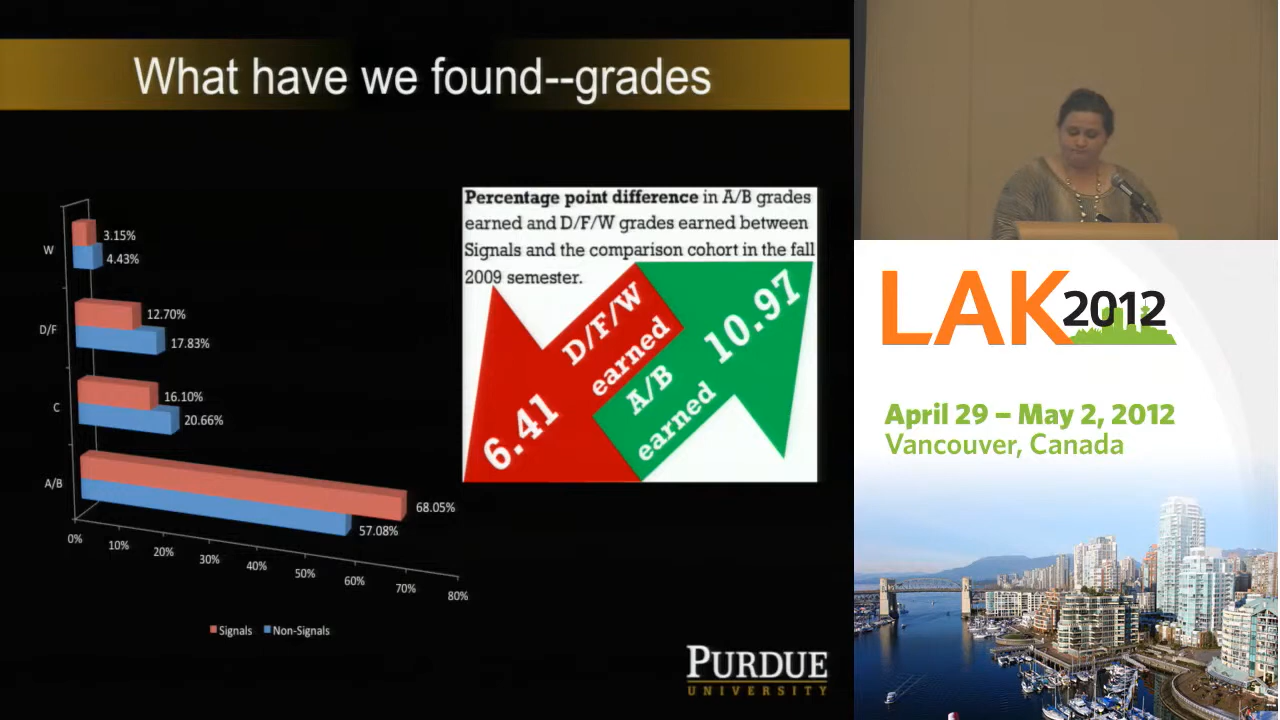 What have we found--grades
W
3.15%
4.43%
D/F
12.70%
17.83%
C
16.10%
20.66%
A/B
68.05%
57.08%
0%
10%
20%
30%
40%
50%
60%
70%
80%
Signals
Non-Signals
Percentage point difference in A/B grades
earned and D/F/W grades earned between
Signals and the comparison cohort in the fall
2009 semester.
D/F/W
earned
6.41
A/B
earned
10.97
PURDUE
UNIVERSITY
LAK2012
April 29 – May 2, 2012
Vancouver, Canada